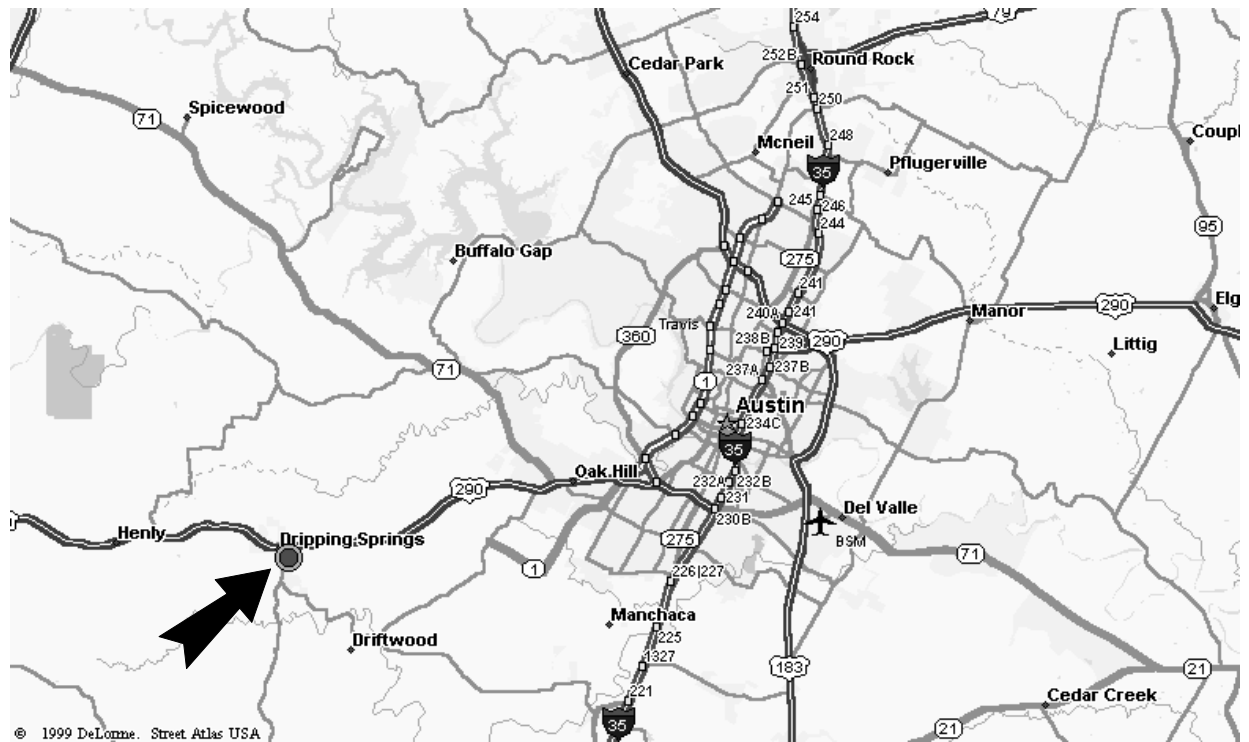 254
79
252B
Round Rock
Cedar Park
251
250
Spicewood
71
248
Mcneil
Coupl
35
Pflugerville
245
246
244
95
Buffalo Gap
275
241
240A
241
290
Elg
Manor
Travis
360
238B
239
290
Littig
237A
237B
71
1
Austin
234C
35
Oak Hill
232A
232B
290
231
Del Valle
230B
Henly
Dripping Springs
275
BSM
71
1
226|227
Manchaca
225
Driftwood
1327
183
21
221
Cedar Creek
35
21
© 1999 DeLorme. Street Atlas USA